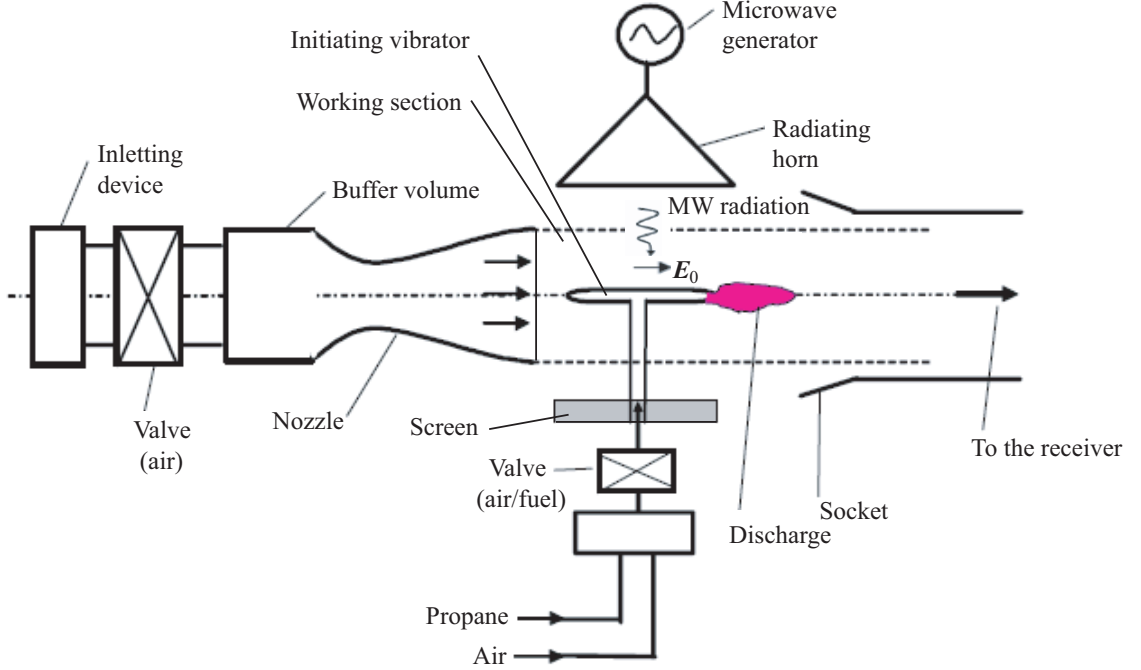 Microwave
generator
Initiating vibrator
Working section
Radiating
horn
Inletting
device
Buffer volume
MW radiation
E0
Nozzle
Screen
Valve
(air)
Valve
(air/fuel)
To the receiver
Socket
Discharge
Propane
Air